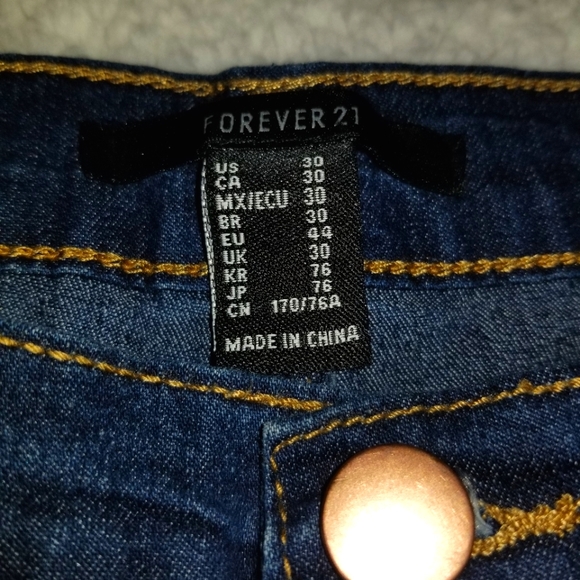 FOREVER 21
US 30
CA 30
MX/ECU 30
BR 30
EU 44
UK 30
KR 76
JP 76
CN 170/76A
MADE IN CHINA